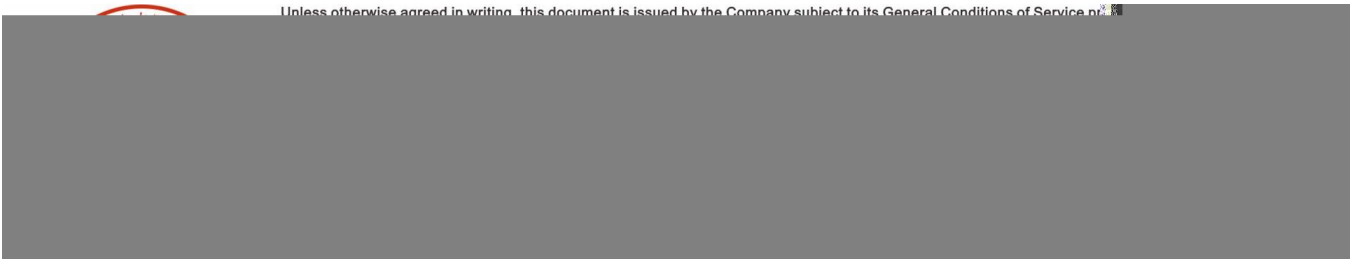 Unless otherwise agreed in writing, this document is issued by the Company subject to its General Conditions of Service